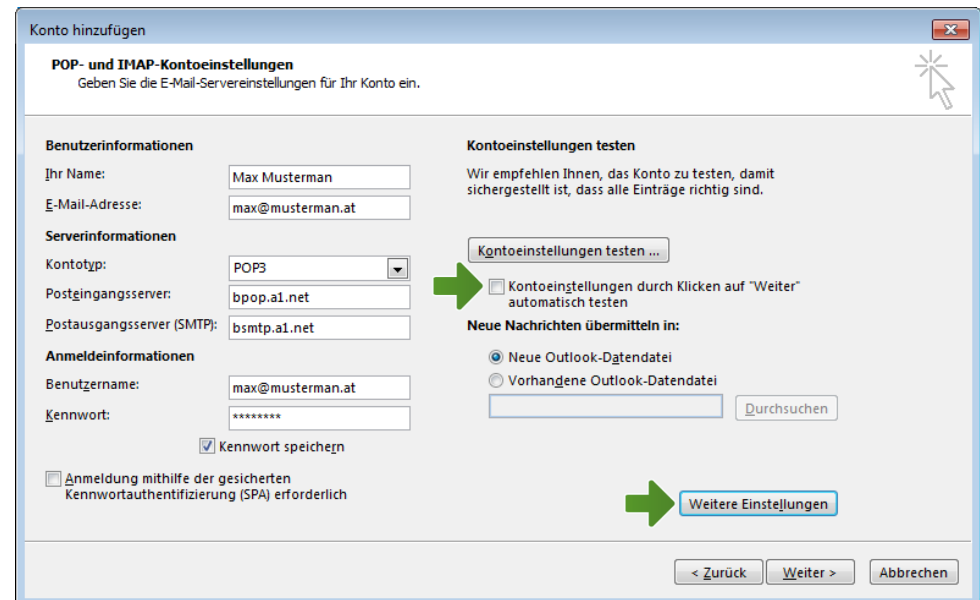 Konto hinzufügen
POP- und IMAP-Kontoeinstellungen
Geben Sie die E-Mail-Servereinstellungen für Ihr Konto ein.
Benutzerinformationen
Ihr Name:
Max Musterman
E-Mail-Adresse:
max@musterman.at
Serverinformationen
Kontotyp:
POP3
Posteingangsserver:
bpop.a1.net
Postausgangsserver (SMTP):
bsmtp.a1.net
Anmeldeinformationen
Benutzername:
max@musterman.at
Kennwort:
********
Kennwort speichern
Anmeldung mithilfe der gesicherten
Kennwortauthentifizierung (SPA) erforderlich
Kontoeinstellungen testen
Wir empfehlen Ihnen, das Konto zu testen, damit
sichergestellt ist, dass alle Einträge richtig sind.
Kontoeinstellungen testen ...
Kontoeinstellungen durch Klicken auf "Weiter"
automatisch testen
Neue Nachrichten übermitteln in:
Neue Outlook-Datendatei
Vorhandene Outlook-Datendatei
Durchsuchen
Weitere Einstellungen
< Zurück
Weiter >
Abbrechen